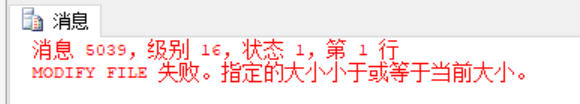 消息
消息 5039，级别 16，状态 1，第 1 行
MODIFY FILE 失败。指定的大小小于或等于当前大小。